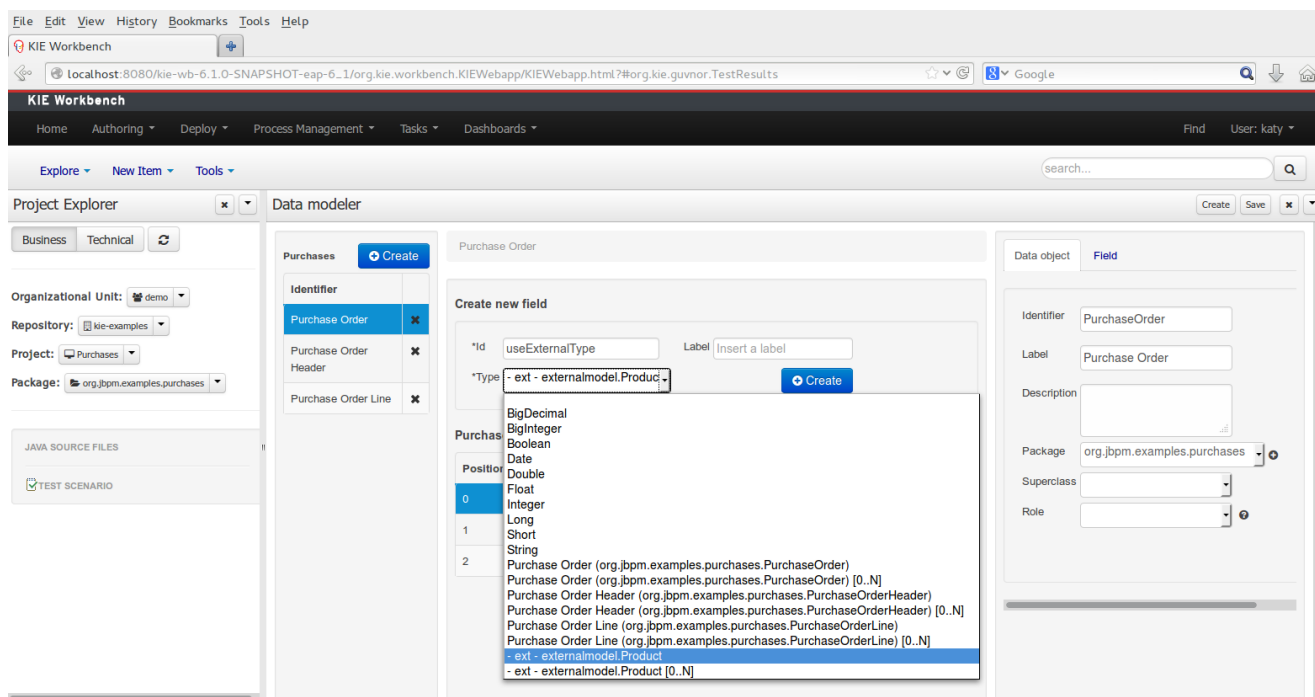 File Edit View History Bookmarks Tools Help
KIE Workbench
localhost:8080/kie-wb-6.1.0-SNAPSHOT-eap-6_1/org.kie.workbench.KIEWebapp/KIEWebapp.html?#org.kie.guvnor.TestResults
Google
KIE Workbench
Home Authoring Deploy Process Management Tasks Dashboards Find User: katy
Explore New Item Tools search...
Project Explorer
Data modeler Create Save
Business Technical
Organizational Unit: demo
Repository: kie-examples
Project: Purchases
Package: org.jbpm.examples.purchases
JAVA SOURCE FILES
TEST SCENARIO
Purchases Create
Identifier
Purchase Order
Purchase Order
Header
Purchase Order Line
Purchase Order
Create new field
*Id useExternalType Label Insert a label
*Type - ext - externalmodel.Produc Create
BigDecimal
BigInteger
Boolean
Date
Double
Float
Integer
Long
Short
String
Purchase Order (org.jbpm.examples.purchases.PurchaseOrder)
Purchase Order (org.jbpm.examples.purchases.PurchaseOrder) [0..N]
Purchase Order Header (org.jbpm.examples.purchases.PurchaseOrderHeader)
Purchase Order Header (org.jbpm.examples.purchases.PurchaseOrderHeader) [0..N]
Purchase Order Line (org.jbpm.examples.purchases.PurchaseOrderLine)
Purchase Order Line (org.jbpm.examples.purchases.PurchaseOrderLine) [0..N]
- ext - externalmodel.Product
- ext - externalmodel.Product [0..N]
Purchas
Position
0
1
2
Data object Field
Identifier PurchaseOrder
Label Purchase Order
Description
Package org.jbpm.examples.purchases
Superclass
Role